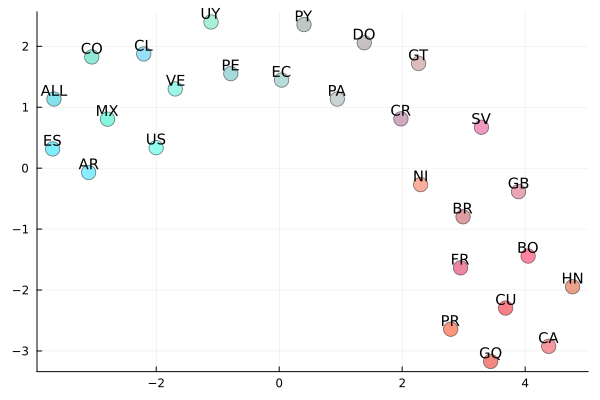 UY
PY
DO
CO
CL
GT
PE
EC
VE
ALL
PA
MX
CR
SV
ES
US
AR
NI
GB
BR
BO
FR
HN
CU
PR
CA
GQ
2
1
0
−1
−2
−3
−2
0
2
4